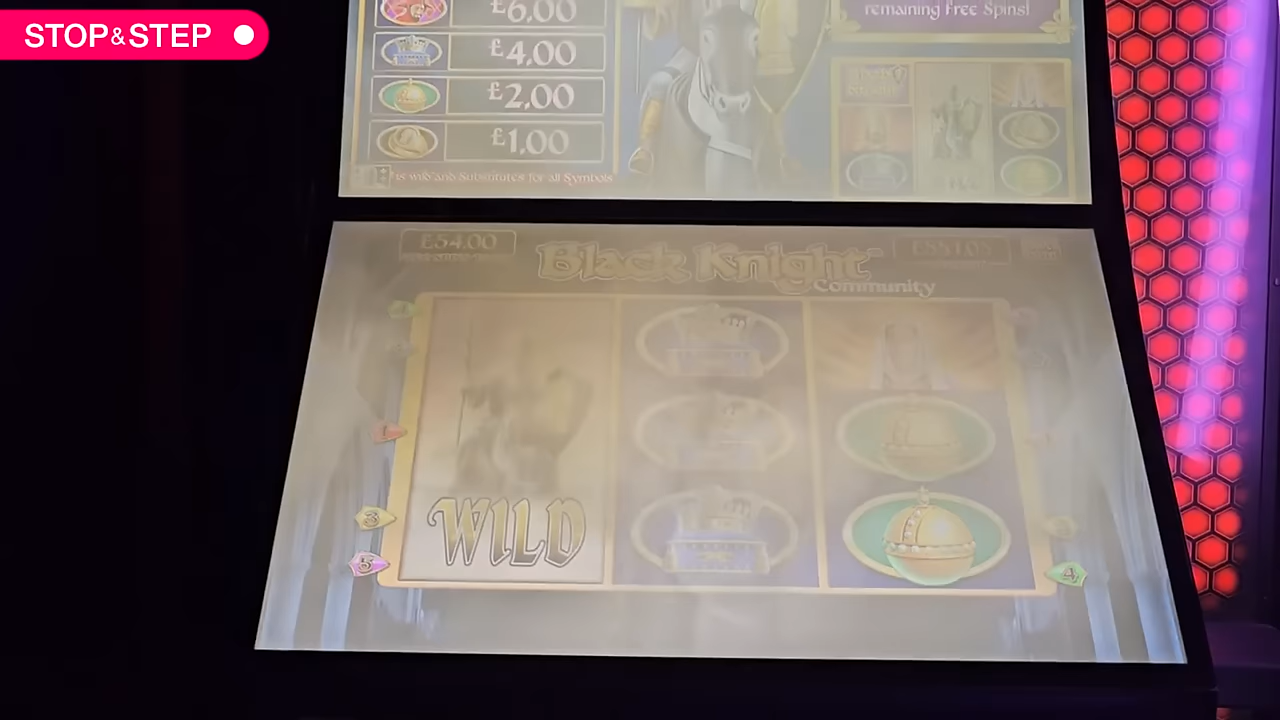 STOP&STEP
£6.00
£4.00
£2.00
£1.00
is wild and Substitutes for all Symbols
remaining Free Spins!
£54.00
Black Knight
Community
WILD
3
5
4